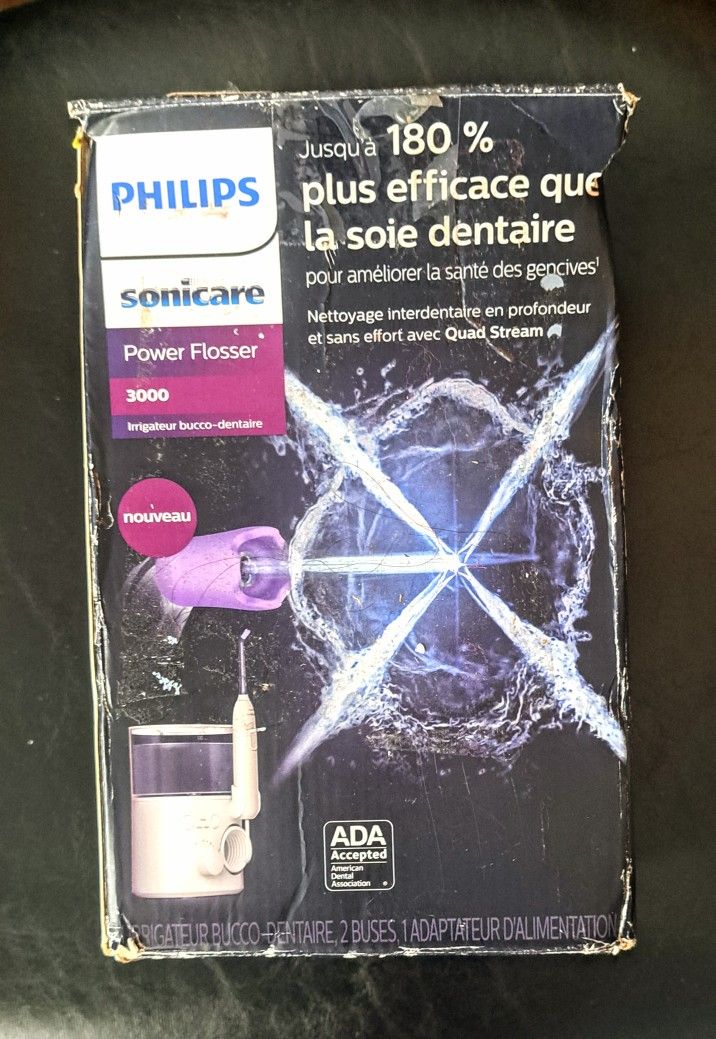 PHILIPS
sonicare
Power Flosser
3000
Irrigateur bucco-dentaire
Jusqu'à 180 %
plus efficace que
la soie dentaire
pour améliorer la santé des gencives¹
Nettoyage interdentaire en profondeur
et sans effort avec Quad Stream
nouveau
ADA
Accepted
American
Dental
Association
IRRIGATEUR BUCCO-DENTAIRE, 2 BUSES, 1 ADAPTATEUR D'ALIMENTATION